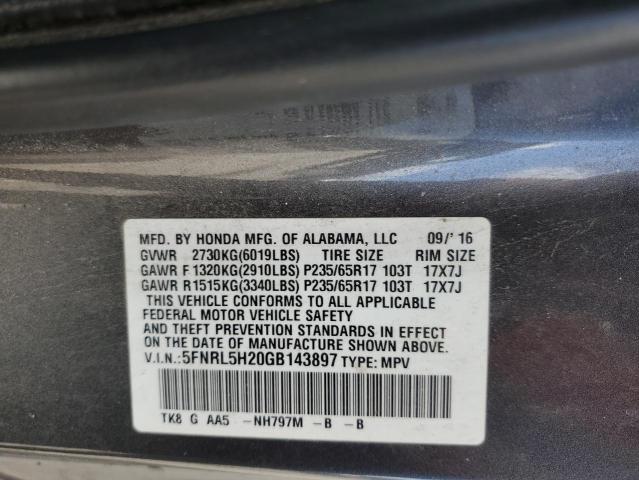 MFD. BY HONDA MFG. OF ALABAMA, LLC 09/'16
GVWR 2730KG(6019LBS) TIRE SIZE RIM SIZE
GAWR F 1320KG(2910LBS) P235/65R17 103T 17X7J
GAWR R1515KG(3340LBS) P235/65R17 103T 17X7J
THIS VEHICLE CONFORMS TO ALL APPLICABLE
FEDERAL MOTOR VEHICLE SAFETY
AND THEFT PREVENTION STANDARDS IN EFFECT
ON THE DATE OF MANUFACTURE SHOWN ABOVE.
V.I.N.:5FNRL5H20GB143897 TYPE: MPV
TK8 G AA5 -NH797M -B -B